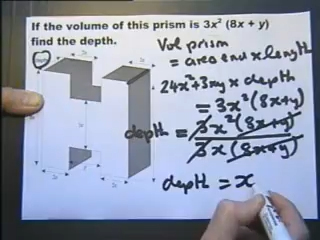 If the volume of this prism is 3x² (8x + y)
find the depth.
Vol prism
= area end x length
24x²+3xy x depth
= 3x²(8x+y)
depth = 3x²(8x+y)
3x(8x+y)
depth = x